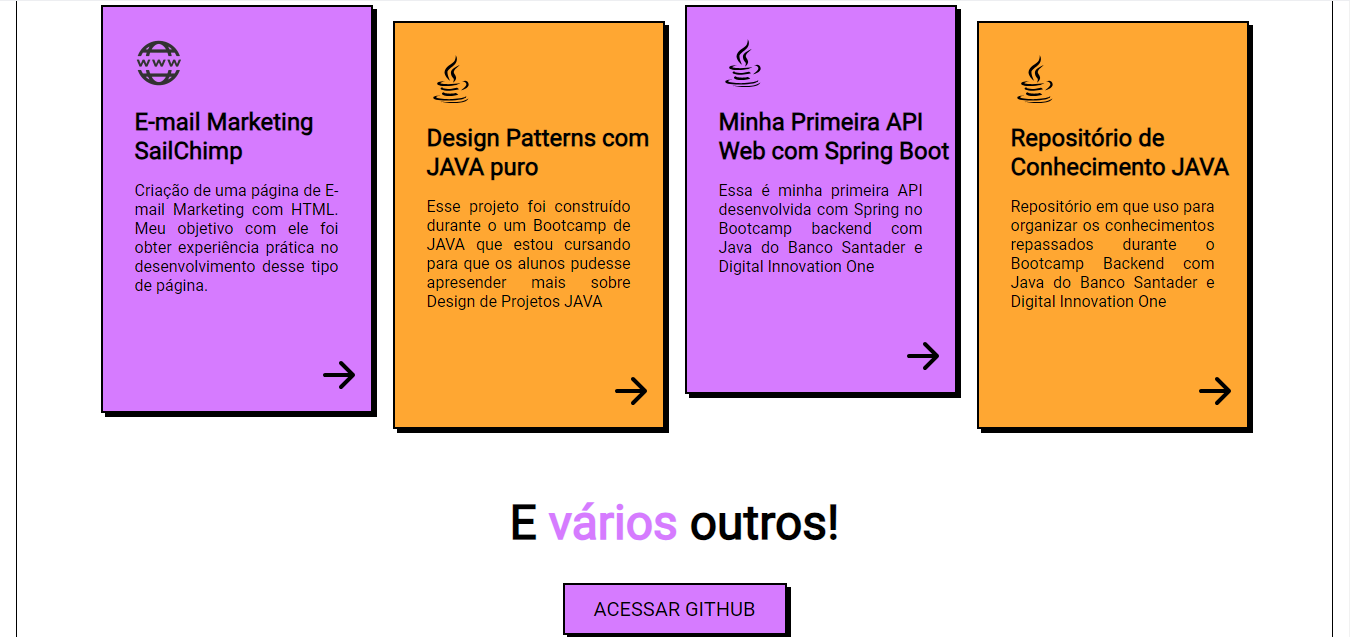 WWW
E-mail Marketing
SailChimp
Criação de uma página de E-
mail Marketing com HTML.
Meu objetivo com ele foi
obter experiência prática no
desenvolvimento desse tipo
de página.
Design Patterns com
JAVA puro
Esse projeto foi construído
durante o um Bootcamp de
JAVA que estou cursando
para que os alunos pudesse
apresender mais sobre
Design de Projetos JAVA
Minha Primeira API
Web com Spring Boot
Essa é minha primeira API
desenvolvida com Spring no
Bootcamp backend com
Java do Banco Santader e
Digital Innovation One
Repositório de
Conhecimento JAVA
Repositório em que uso para
organizar os conhecimentos
repassados durante o
Bootcamp Backend com
Java do Banco Santader e
Digital Innovation One
E vários outros!
ACESSAR GITHUB